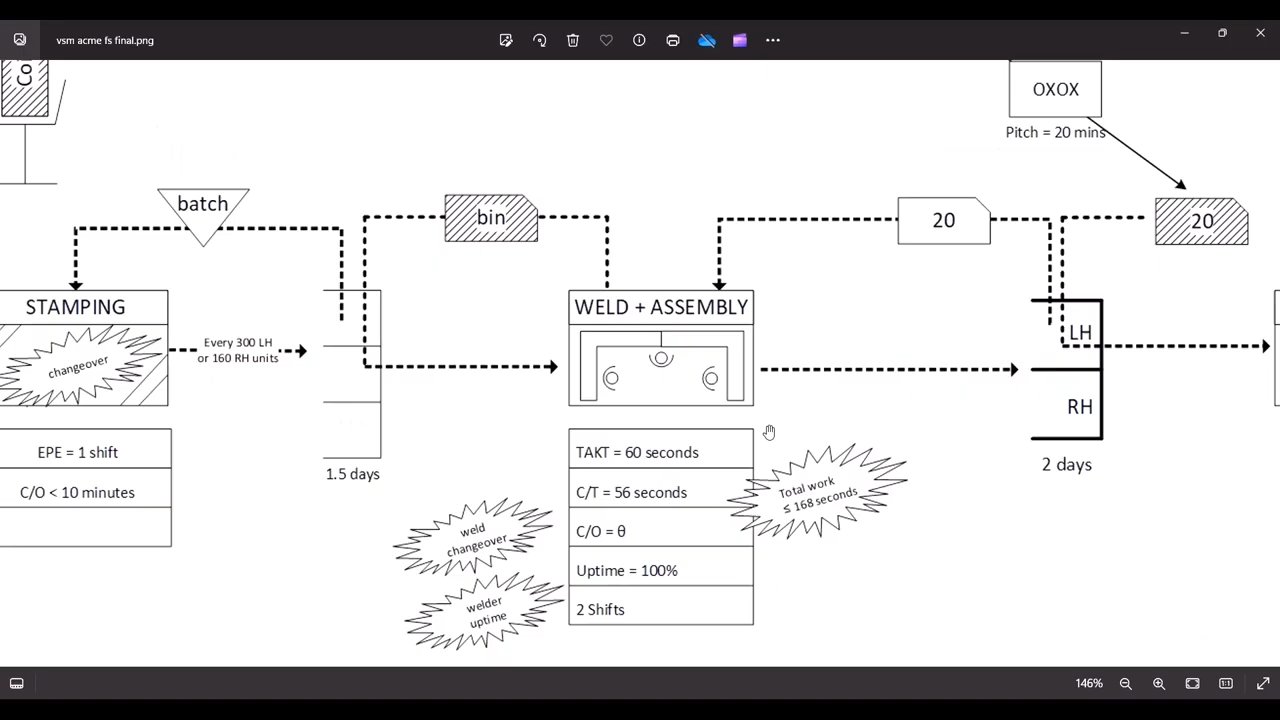 vsm acme fs final.png
Co
OXOX
Pitch = 20 mins
batch
bin
20
20
STAMPING
WELD + ASSEMBLY
changeover
Every 300 LH
or 160 RH units
LH
RH
EPE = 1 shift
C/O < 10 minutes
1.5 days
2 days
TAKT = 60 seconds
C/T = 56 seconds
C/O = θ
Uptime = 100%
2 Shifts
Total work
≤ 168 seconds
weld
changeover
welder
uptime
146%
1:1